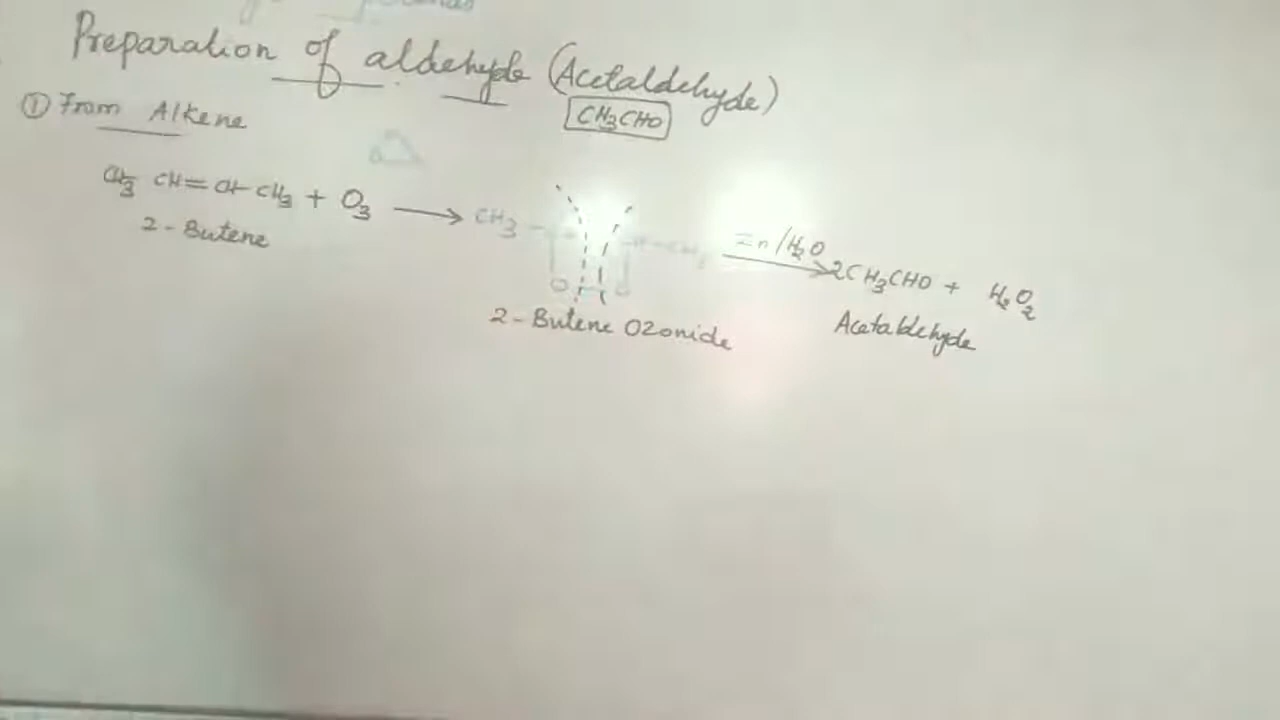 Preparation of aldehyde (Acetaldehyde)
CH3CHO
① From Alkene
CH3 CH=CH CH3 + O3 ⟶ CH3
O O
Zn/H2O
2CH3CHO + H2O2
2-Butene
2-Butene Ozonide
Acetaldehyde